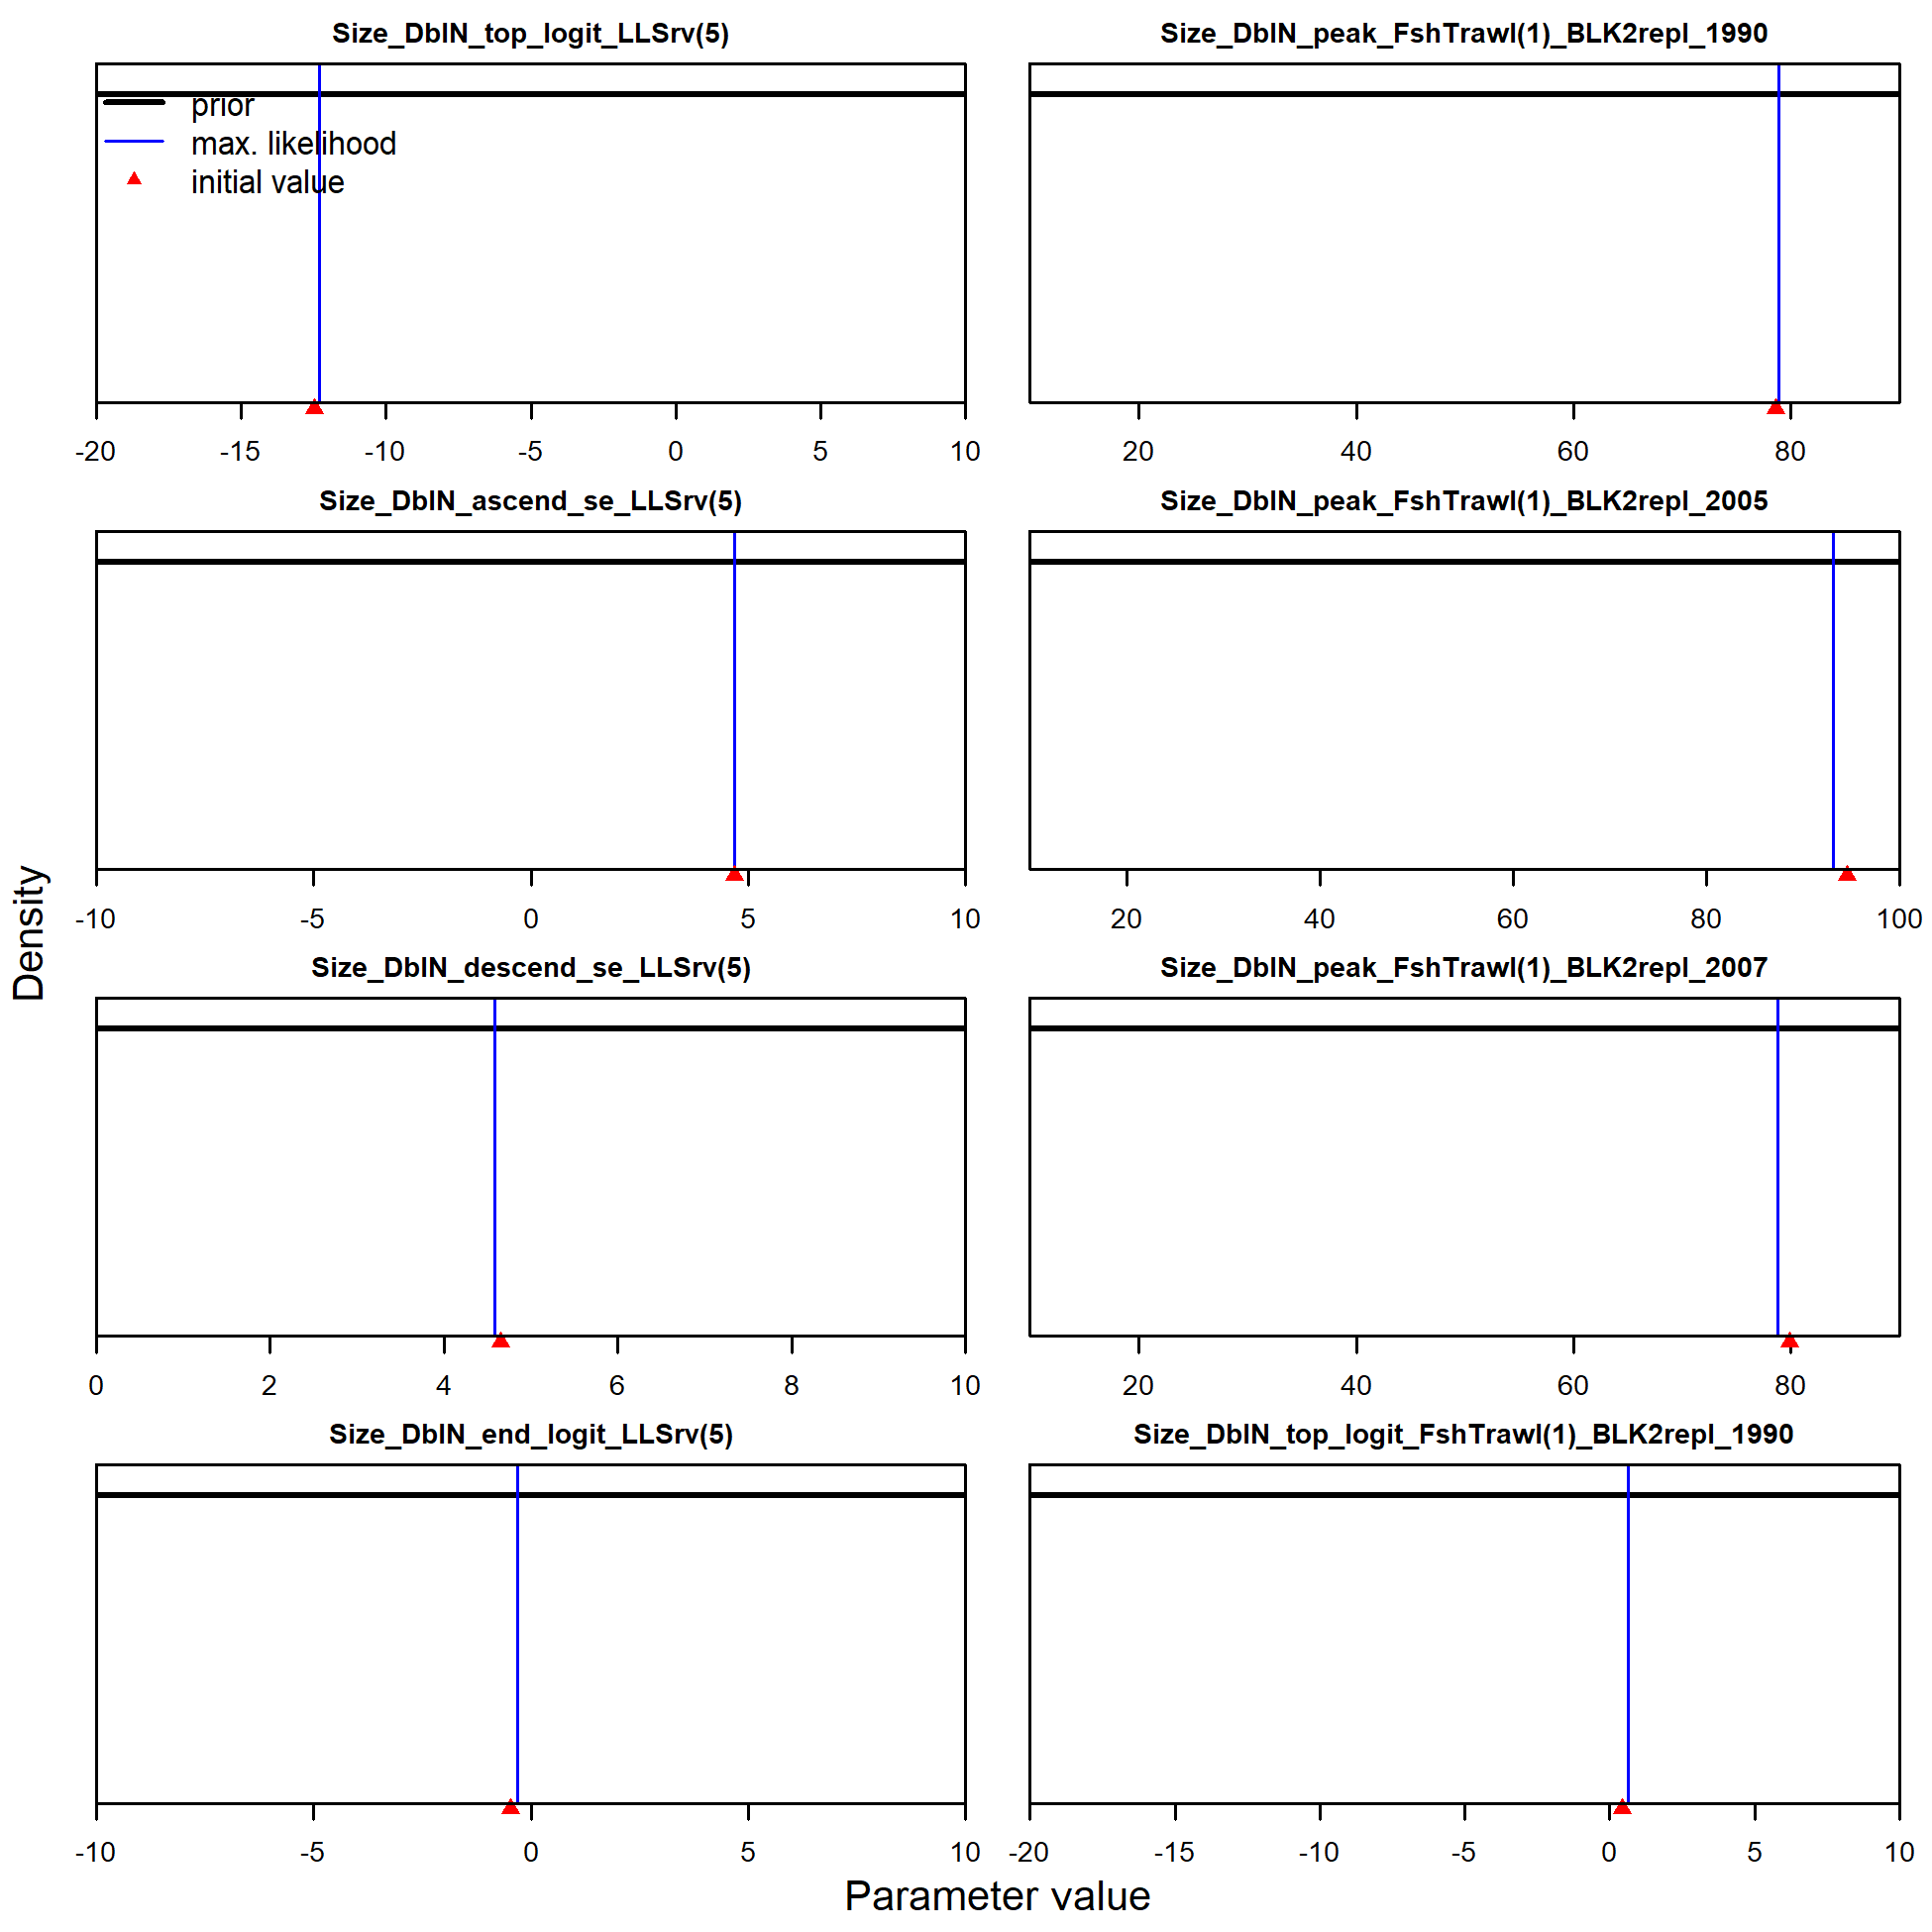 Size_DblN_top_logit_LLSrv(5)
prior
max. likelihood
initial value
-20 -15 -10 -5 0 5 10
Size_DblN_peak_FshTrawl(1)_BLK2repl_1990
20 40 60 80
Size_DblN_ascend_se_LLSrv(5)
-10 -5 0 5 10
Size_DblN_peak_FshTrawl(1)_BLK2repl_2005
20 40 60 80 100
Size_DblN_descend_se_LLSrv(5)
0 2 4 6 8 10
Size_DblN_peak_FshTrawl(1)_BLK2repl_2007
20 40 60 80
Size_DblN_end_logit_LLSrv(5)
-10 -5 0 5 10
Size_DblN_top_logit_FshTrawl(1)_BLK2repl_1990
-20 -15 -10 -5 0 5 10
Density
Parameter value